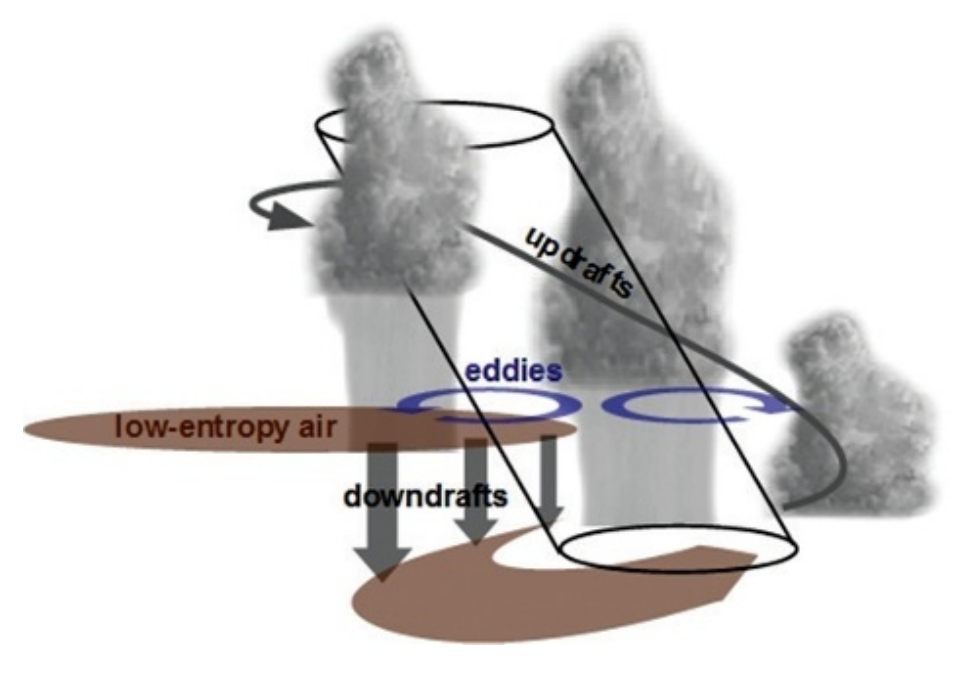 updrafts
eddies
low-entropy air
downdrafts